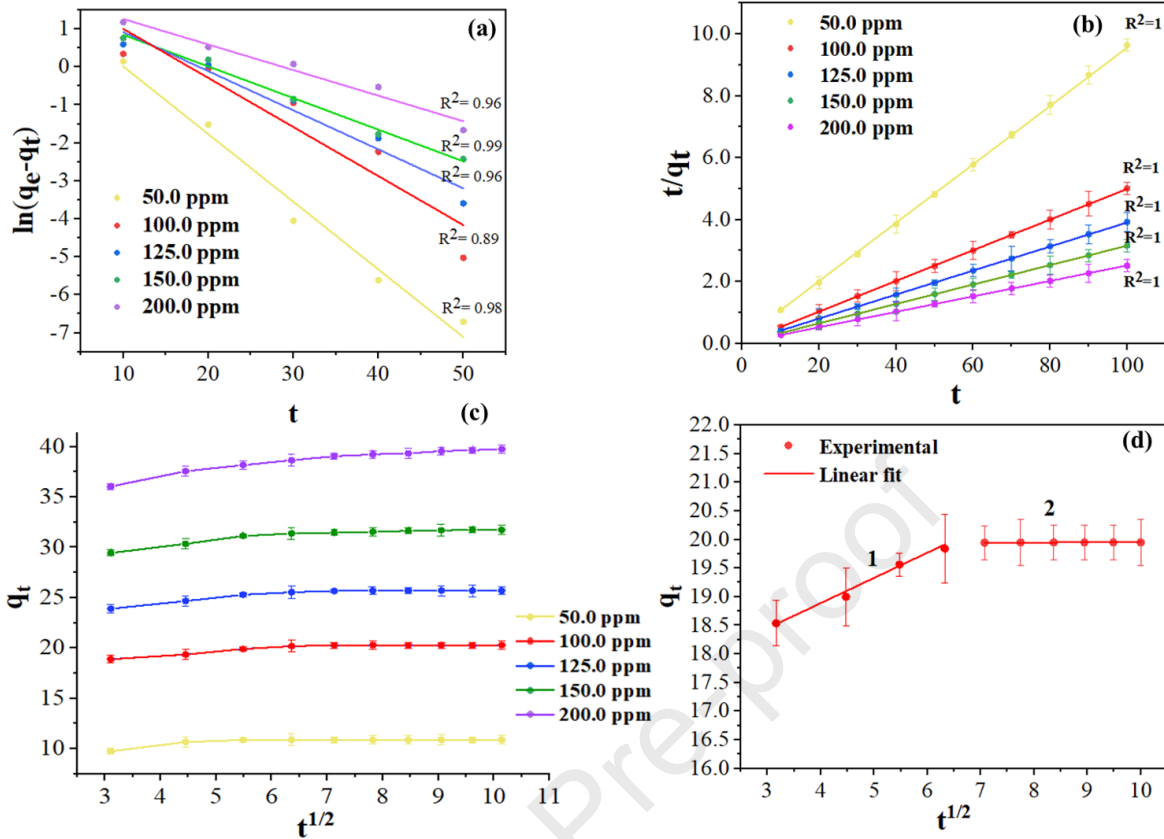 (a)
1
0
-1
-2
-3
-4
-5
-6
-7
ln(qe-qt)
R²= 0.96
R²= 0.99
R²= 0.96
R²= 0.89
R²= 0.98
50.0 ppm
100.0 ppm
125.0 ppm
150.0 ppm
200.0 ppm
10 20 30 40 50
t
(b)
10.0
8.0
6.0
4.0
2.0
0.0
t/qt
50.0 ppm
100.0 ppm
125.0 ppm
150.0 ppm
200.0 ppm
R²=1
R²=1
R²=1
R²=1
R²=1
0 20 40 60 80 100
t
(c)
40
35
30
25
20
15
10
qt
50.0 ppm
100.0 ppm
125.0 ppm
150.0 ppm
200.0 ppm
3 4 5 6 7 8 9 10 11
t1/2
(d)
22.0
21.5
21.0
20.5
20.0
19.5
19.0
18.5
18.0
17.5
17.0
16.5
16.0
qt
Experimental
Linear fit
1
2
3 4 5 6 7 8 9 10
t1/2
Pre-proof